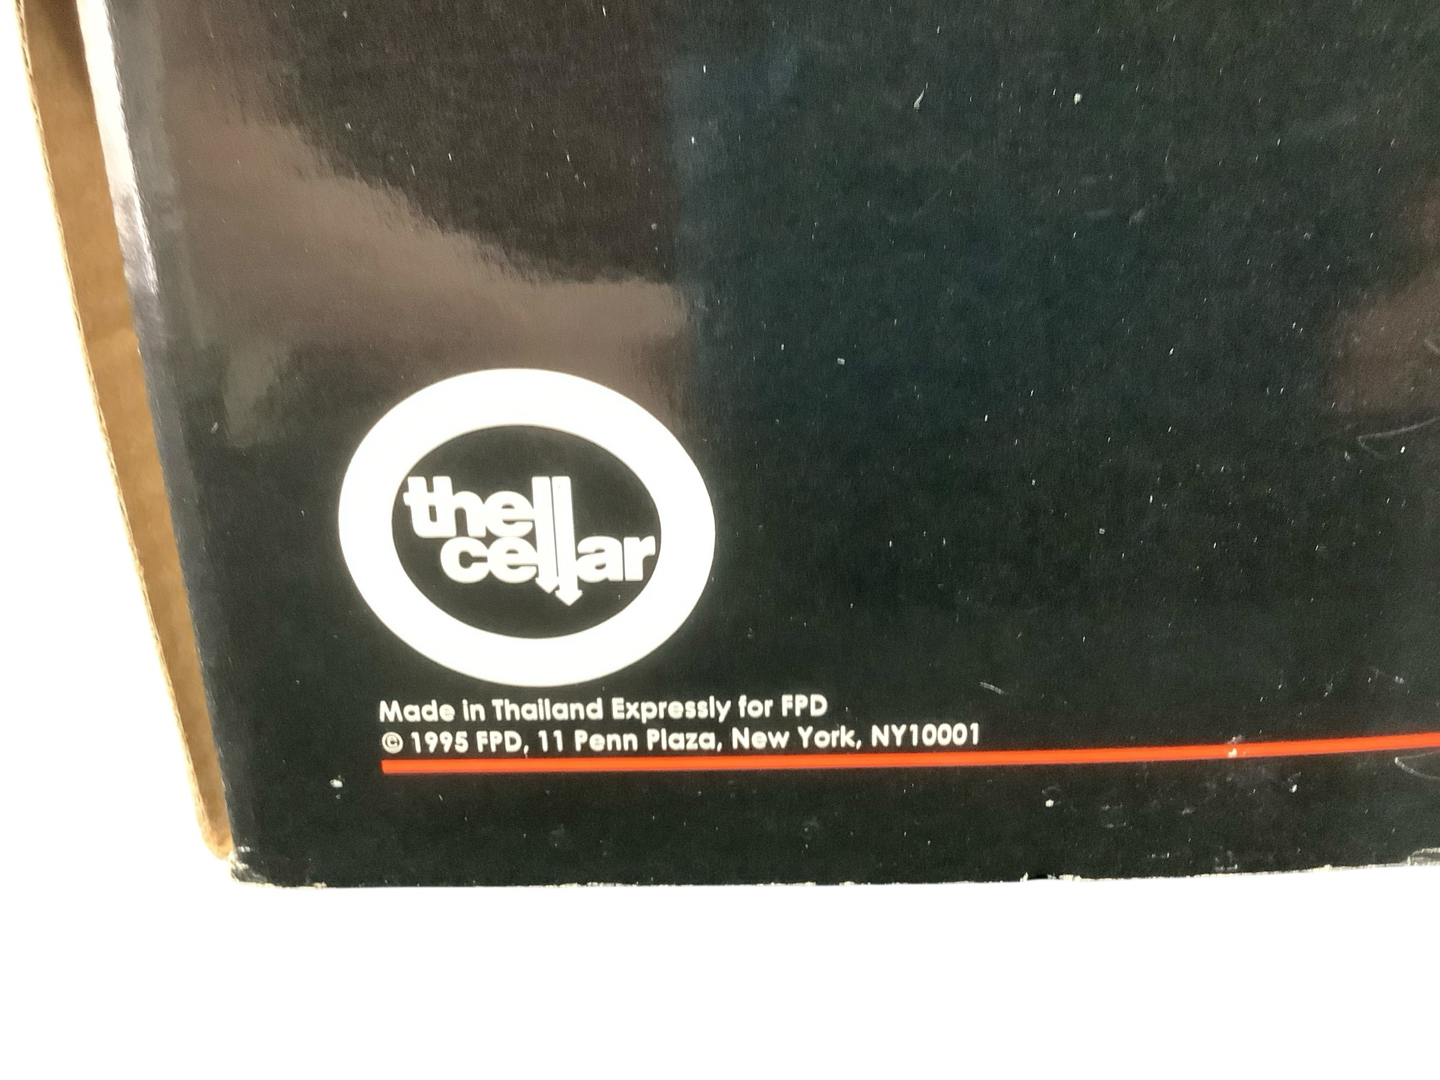 the
cellar
Made in Thailand Expressly for FPD
© 1995 FPD, 11 Penn Plaza, New York, NY10001